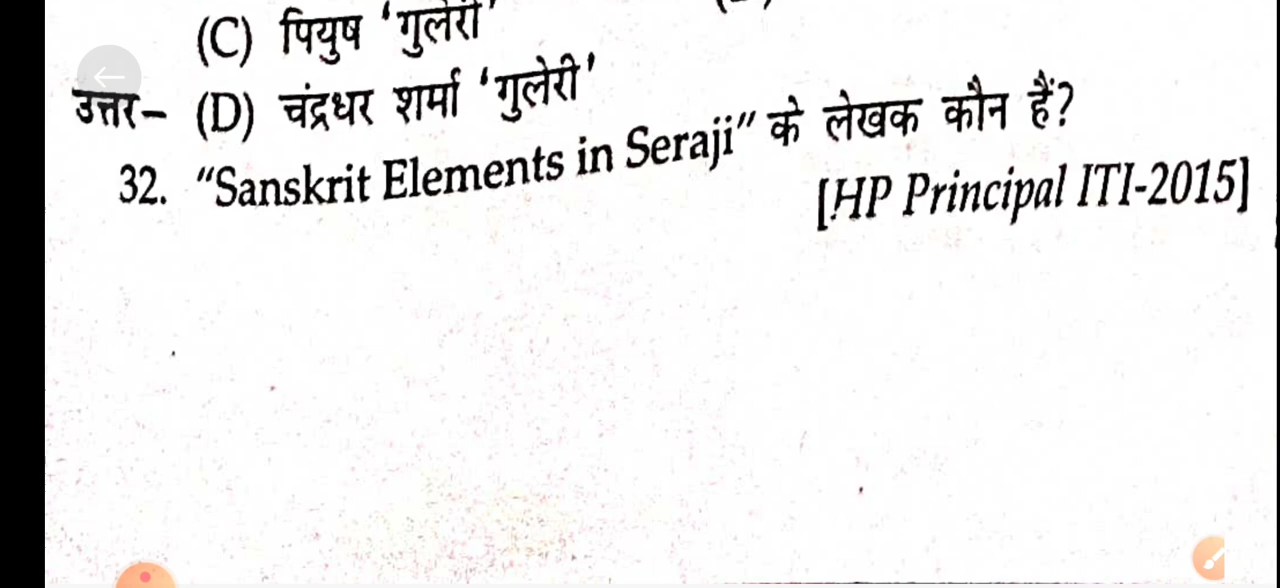 (C) पियुष ‘गुलेरी’
उत्तर– (D) चंद्रधर शर्मा ‘गुलेरी’
32. “Sanskrit Elements in Seraji” के लेखक कौन हैं?
[HP Principal ITI-2015]